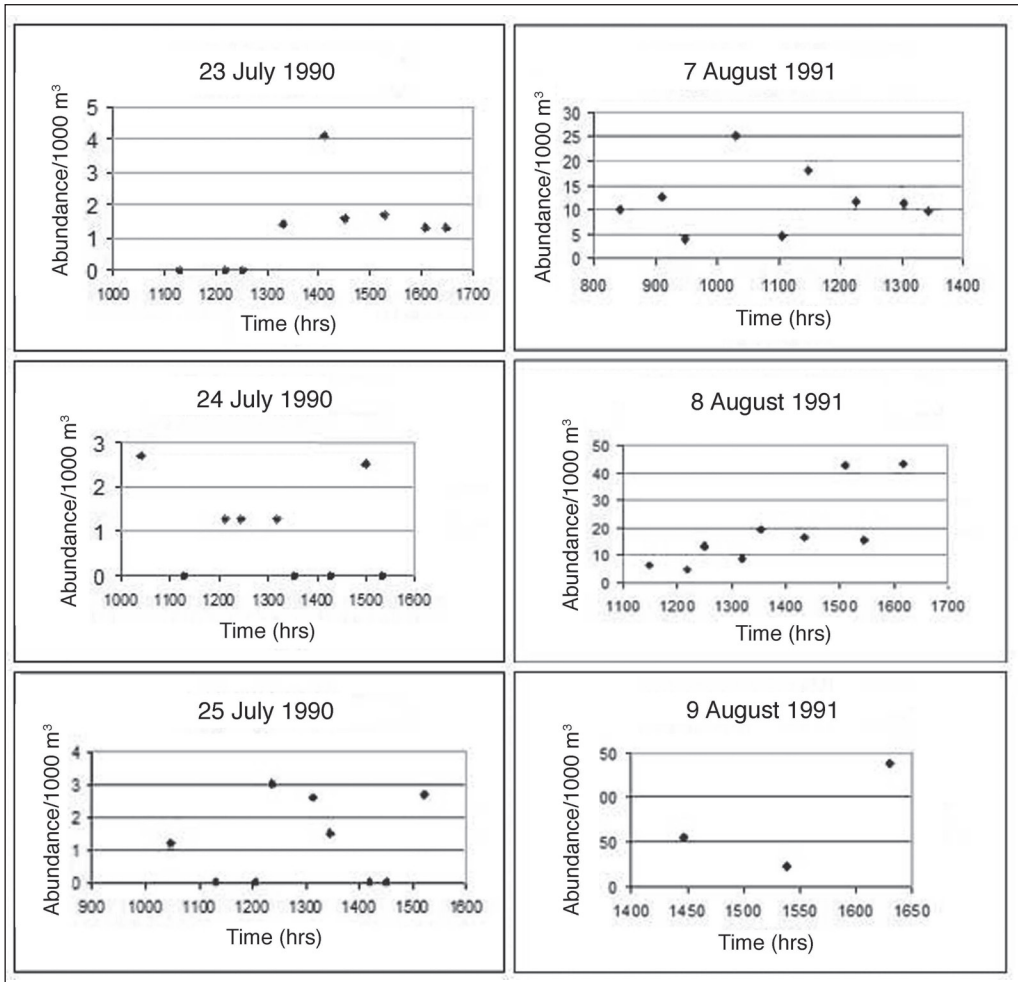 23 July 1990
Abundance/1000 m³
5
4
3
2
1
0
1000 1100 1200 1300 1400 1500 1600 1700
Time (hrs)
7 August 1991
Abundance/1000 m³
30
25
20
15
10
5
0
800 900 1000 1100 1200 1300 1400
Time (hrs)
24 July 1990
Abundance/1000 m³
3
2
1
0
1000 1100 1200 1300 1400 1500 1600
Time (hrs)
8 August 1991
Abundance/1000 m³
50
40
30
20
10
0
1100 1200 1300 1400 1500 1600 1700
Time (hrs)
25 July 1990
Abundance/1000 m³
4
3
2
1
0
900 1000 1100 1200 1300 1400 1500 1600
Time (hrs)
9 August 1991
Abundance/1000 m³
50
00
50
0
1400 1450 1500 1550 1600 1650
Time (hrs)